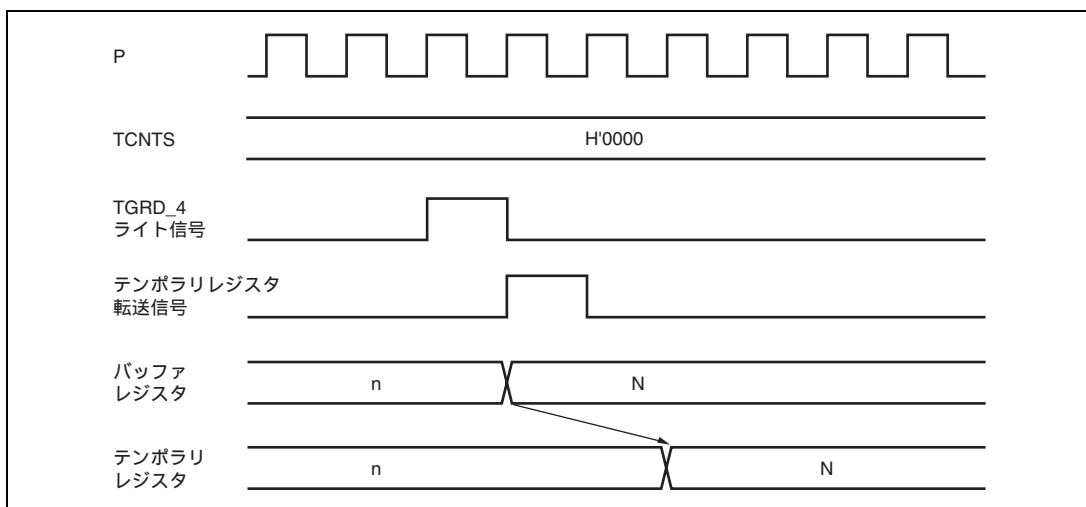 P
TCNTS
H'0000
TGRD_4
ライト信号
テンポラリレジスタ
転送信号
バッファ
レジスタ
n
N
テンポラリ
レジスタ
n
N